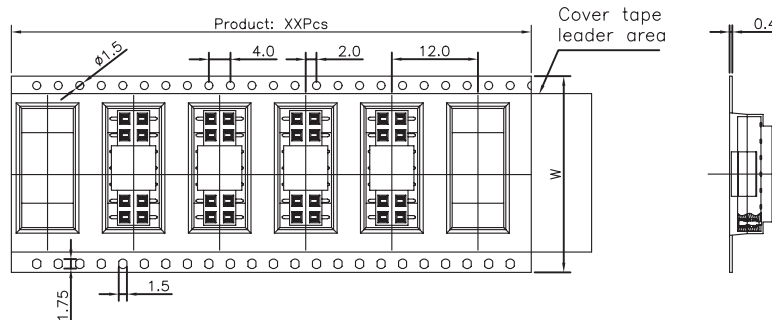 Product: XXPcs
Cover tape
leader area
ø1.5
4.0
2.0
12.0
0.4
W
1.75
1.5